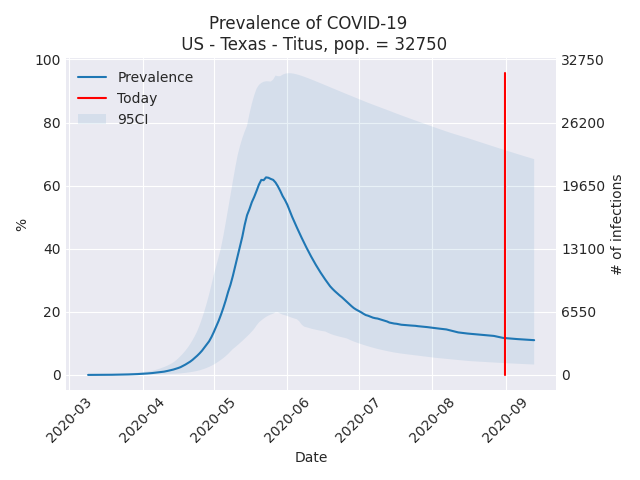 Prevalence of COVID-19
US - Texas - Titus, pop. = 32750
Prevalence
Today
95CI
100
80
60
40
20
0
%
32750
26200
19650
13100
6550
0
# of infections
2020-03
2020-04
2020-05
2020-06
2020-07
2020-08
2020-09
Date